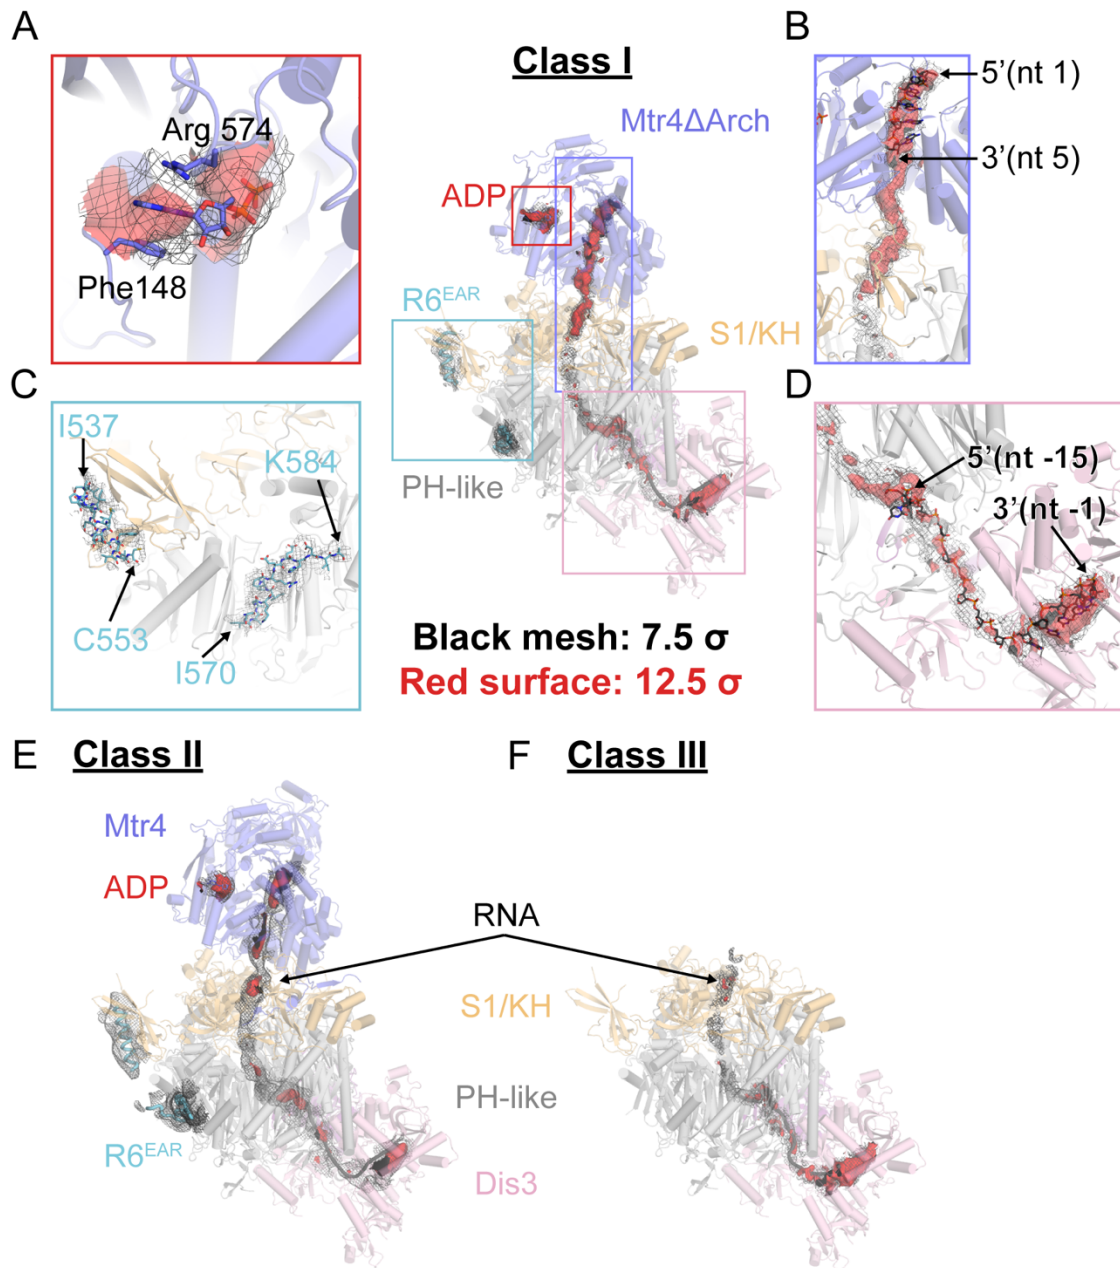 A
Class I
B
Arg 574
Phe148
Mtr4ΔArch
ADP
R6EAR
S1/KH
PH-like
5’(nt 1)
3’(nt 5)
C
I537
K584
C553
I570
D
5’(nt -15)
3’(nt -1)
Black mesh: 7.5 σ
Red surface: 12.5 σ
E Class II
F Class III
Mtr4
ADP
RNA
S1/KH
PH-like
R6EAR
Dis3